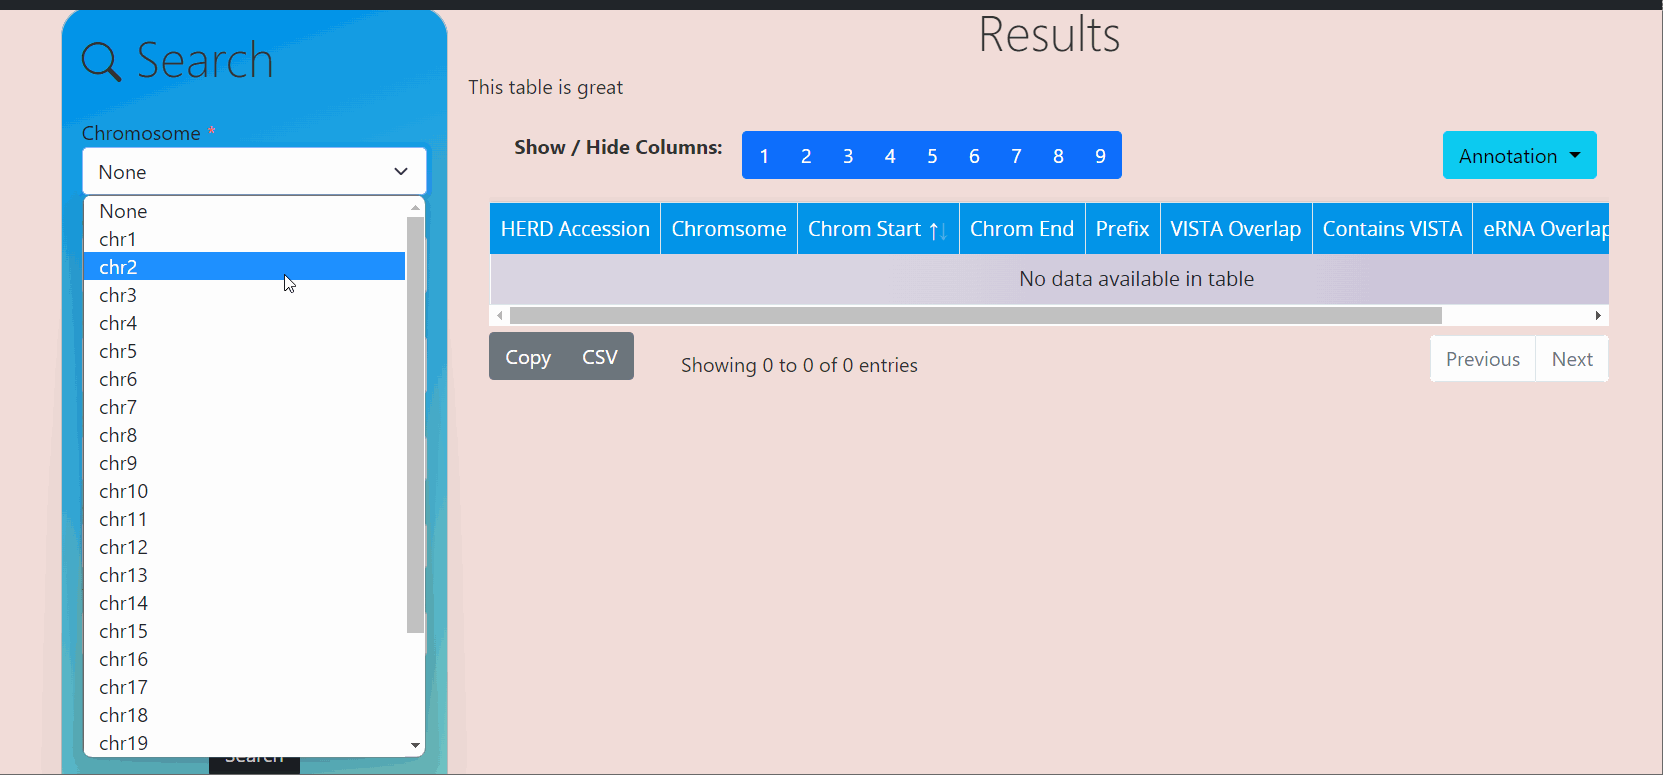 Search
Chromosome *
None
None
chr1
chr2
chr3
chr4
chr5
chr6
chr7
chr8
chr9
chr10
chr11
chr12
chr13
chr14
chr15
chr16
chr17
chr18
chr19
Search
Results
This table is great
Show / Hide Columns: 1 2 3 4 5 6 7 8 9 Annotation
HERD Accession Chromsome Chrom Start Chrom End Prefix VISTA Overlap Contains VISTA eRNA Overlap
No data available in table
Copy CSV Showing 0 to 0 of 0 entries Previous Next